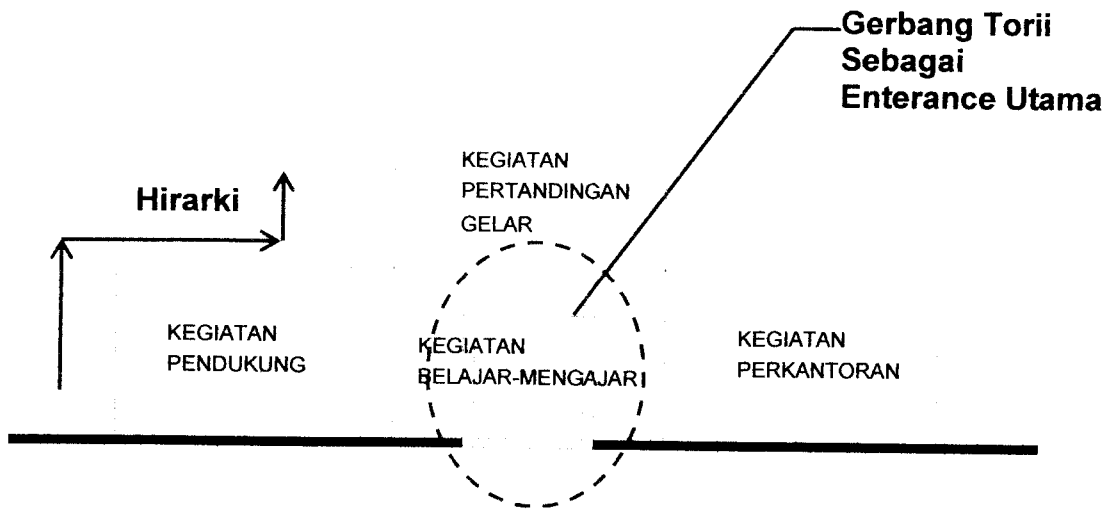 Gerbang Torii
Sebagai
Enterance Utama
KEGIATAN
PERTANDINGAN
GELAR
Hirarki
KEGIATAN
PENDUKUNG
KEGIATAN
BELAJAR-MENGAJAR
KEGIATAN
PERKANTORAN